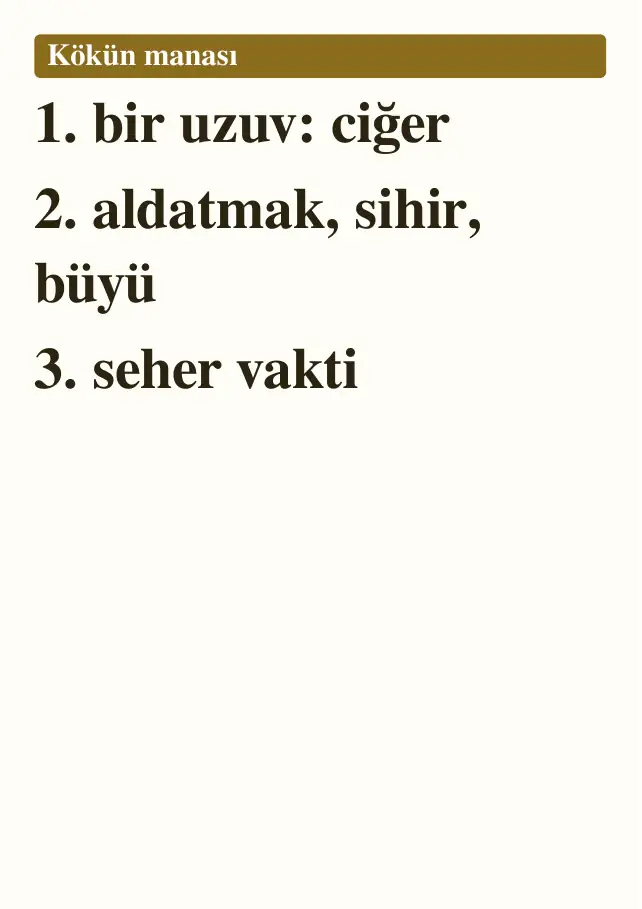 Kökün manası
1. bir uzuv: ciğer
2. aldatmak, sihir,
büyü
3. seher vakti